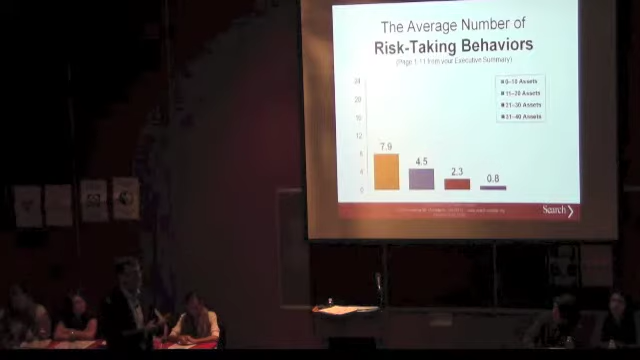 The Average Number of
Risk-Taking Behaviors
(Page 1-11 from your Executive Summary)
24
20
16
12
8
4
0
7.9
4.5
2.3
0.8
0–10 Assets
11–20 Assets
21–30 Assets
31–40 Assets
Search